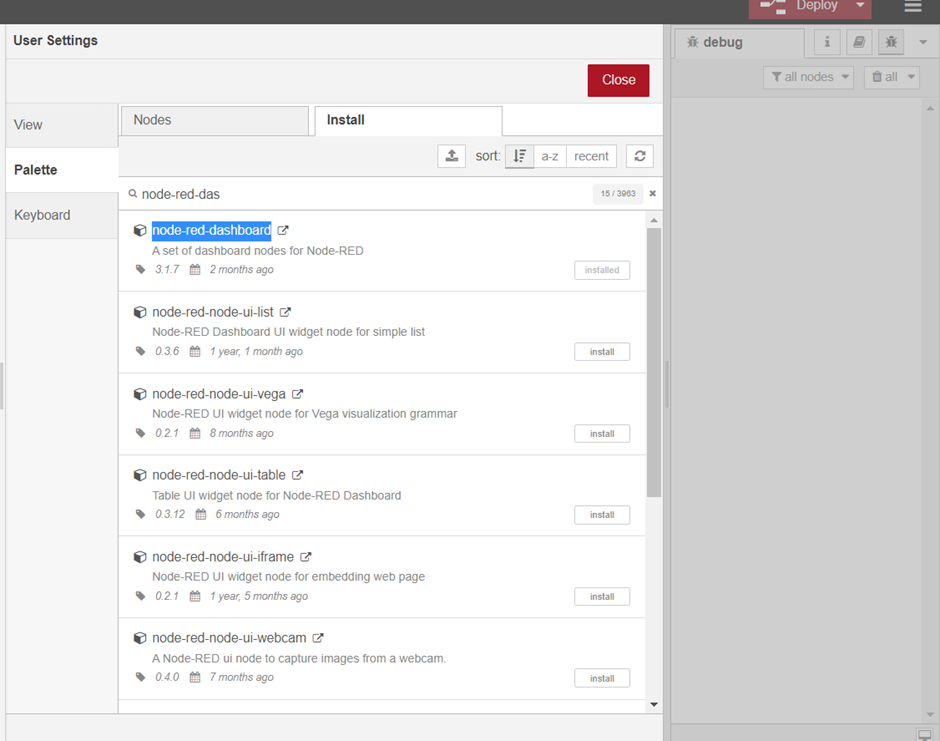 Deploy
User Settings
debug
Close
all nodes
all
View
Palette
Keyboard
Nodes
Install
sort:
a-z
recent
node-red-das
15 / 3963
node-red-dashboard
A set of dashboard nodes for Node-RED
3.1.7 2 months ago
installed
node-red-node-ui-list
Node-RED Dashboard UI widget node for simple list
0.3.6 1 year, 1 month ago
install
node-red-node-ui-vega
Node-RED UI widget node for Vega visualization grammar
0.2.1 8 months ago
install
node-red-node-ui-table
Table UI widget node for Node-RED Dashboard
0.3.12 6 months ago
install
node-red-node-ui-iframe
Node-RED UI widget node for embedding web page
0.2.1 1 year, 5 months ago
install
node-red-node-ui-webcam
A Node-RED ui node to capture images from a webcam.
0.4.0 7 months ago
install